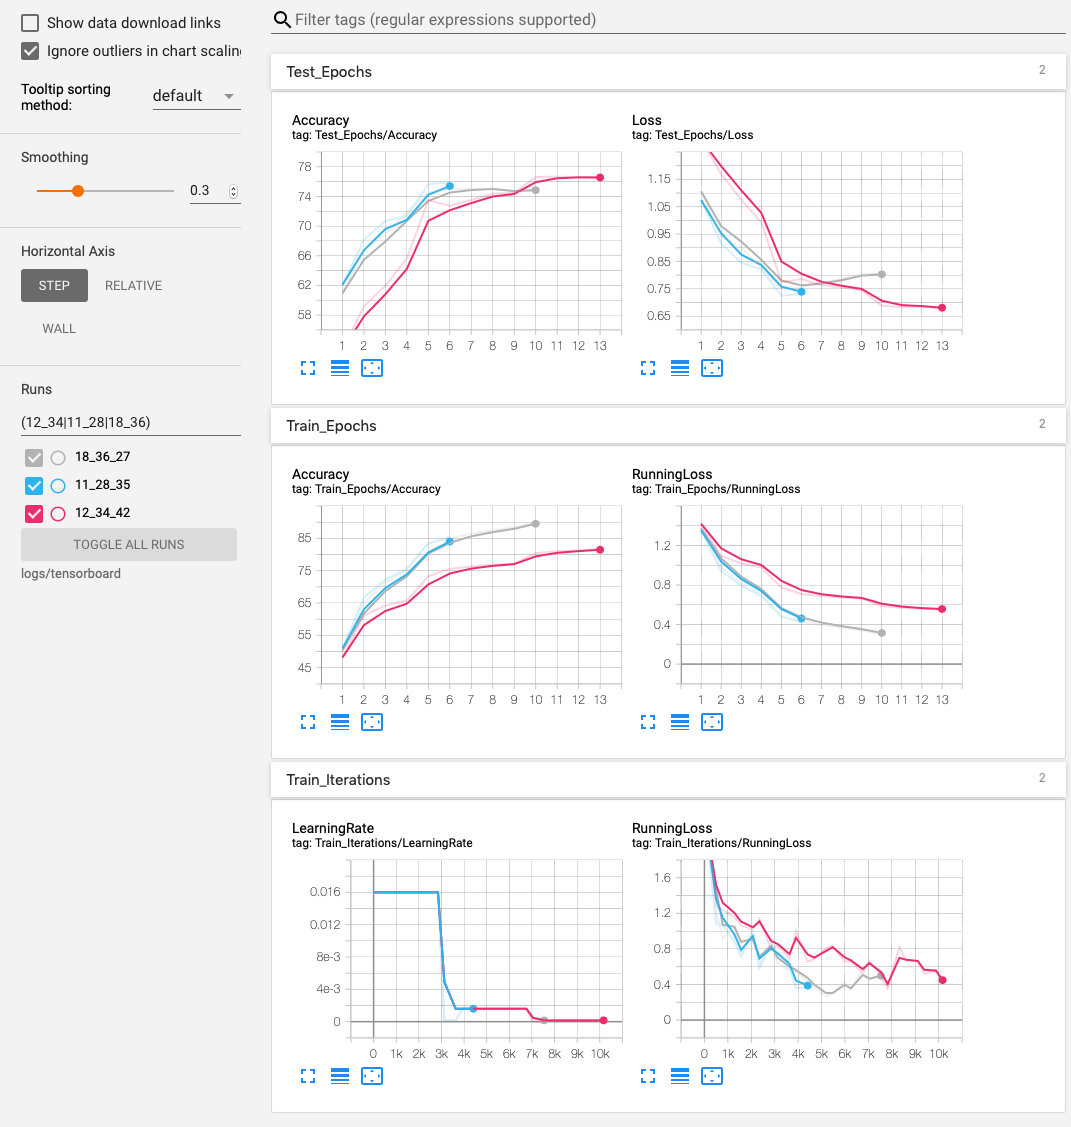 Show data download links
Ignore outliers in chart scalin
Tooltip sorting
method:
default
Smoothing
0.3
Horizontal Axis
STEP
RELATIVE
WALL
Runs
(12_34|11_28|18_36)
18_36_27
11_28_35
12_34_42
TOGGLE ALL RUNS
logs/tensorboard
Filter tags (regular expressions supported)
Test_Epochs
2
Accuracy
tag: Test_Epochs/Accuracy
78
74
70
66
62
58
1 2 3 4 5 6 7 8 9 10 11 12 13
Loss
tag: Test_Epochs/Loss
1.15
1.05
0.95
0.85
0.75
0.65
1 2 3 4 5 6 7 8 9 10 11 12 13
Train_Epochs
2
Accuracy
tag: Train_Epochs/Accuracy
85
75
65
55
45
1 2 3 4 5 6 7 8 9 10 11 12 13
RunningLoss
tag: Train_Epochs/RunningLoss
1.2
0.8
0.4
0
1 2 3 4 5 6 7 8 9 10 11 12 13
Train_Iterations
2
LearningRate
tag: Train_Iterations/LearningRate
0.016
0.012
8e-3
4e-3
0
0 1k 2k 3k 4k 5k 6k 7k 8k 9k 10k
RunningLoss
tag: Train_Iterations/RunningLoss
1.6
1.2
0.8
0.4
0
0 1k 2k 3k 4k 5k 6k 7k 8k 9k 10k